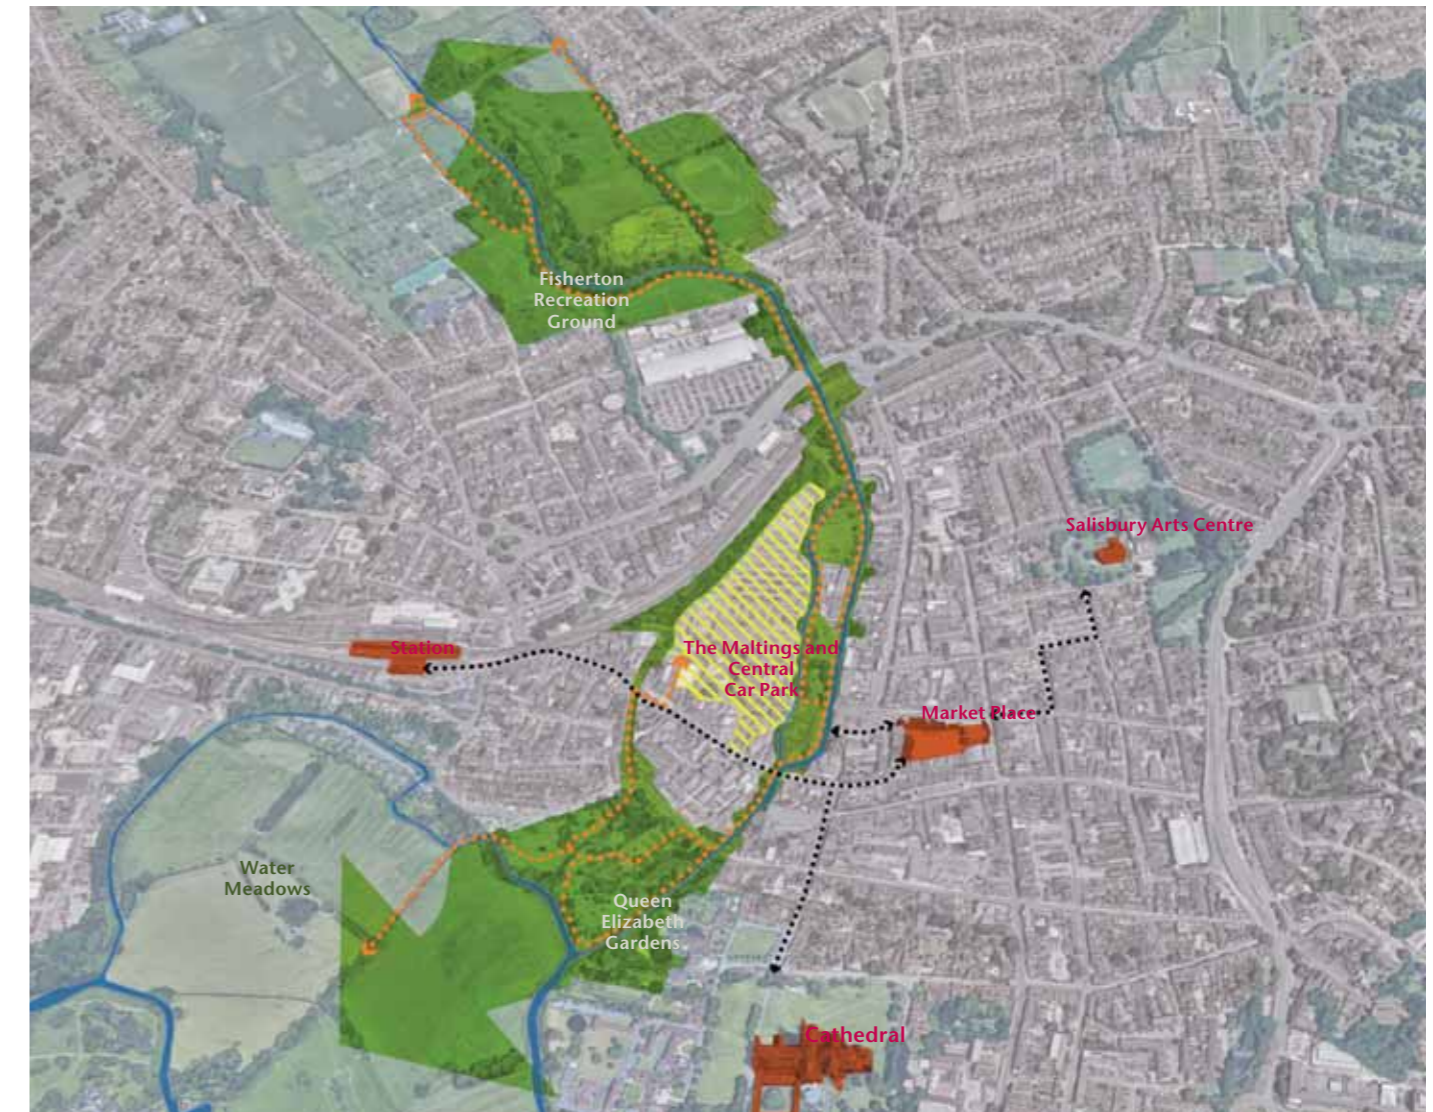 Fisherton
Recreation
Ground
Salisbury Arts Centre
Station
The Maltings and
Central
Car Park
Market Place
Water
Meadows
Queen
Elizabeth
Gardens
Cathedral